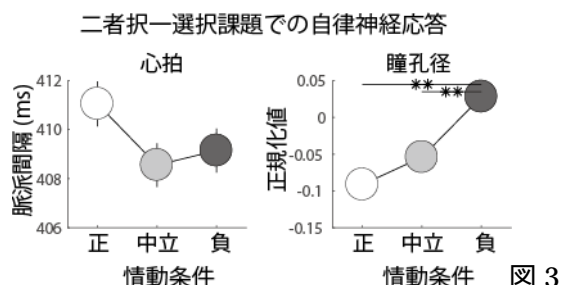 二者択一選択課題での自律神経応答
心拍
瞳孔径
脈派間隔 (ms)
412
410
408
406
正 中立 負
情動条件
正規化値
0.05
0
-0.05
-0.1
-0.15
**
**
正 中立 負
情動条件
図 3